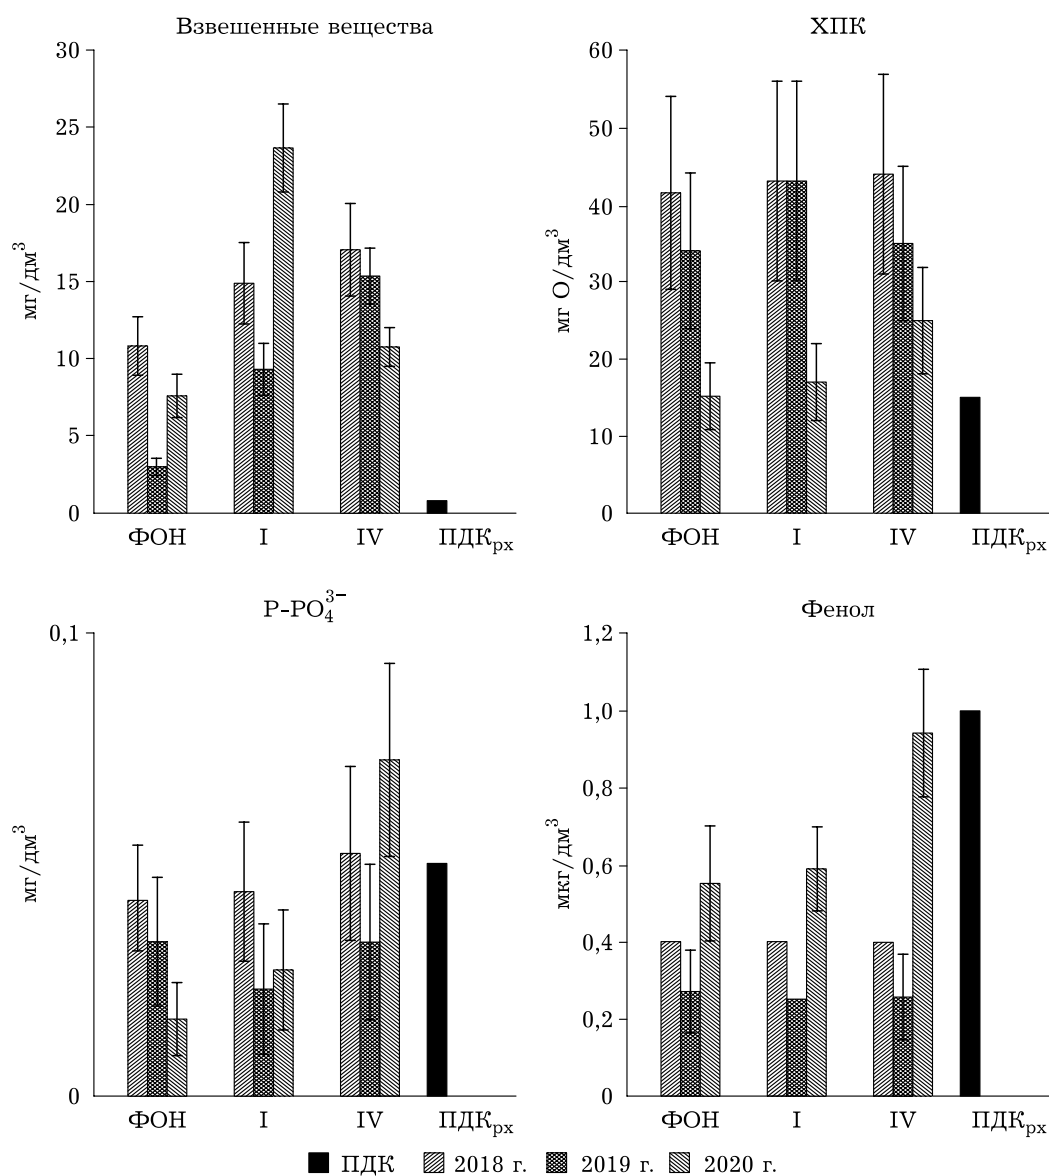 Взвешенные вещества
30
25
20
15
10
5
0
мг/дм³
ФОН I IV ПДКрх
ХПК
60
50
40
30
20
10
0
мг О/дм³
ФОН I IV ПДКрх
P-PO₄³⁻
0,1
0
мг/дм³
ФОН I IV ПДКрх
Фенол
1,2
1,0
0,8
0,6
0,4
0,2
0
мкг/дм³
ФОН I IV ПДКрх
ПДК 2018 г. 2019 г. 2020 г.